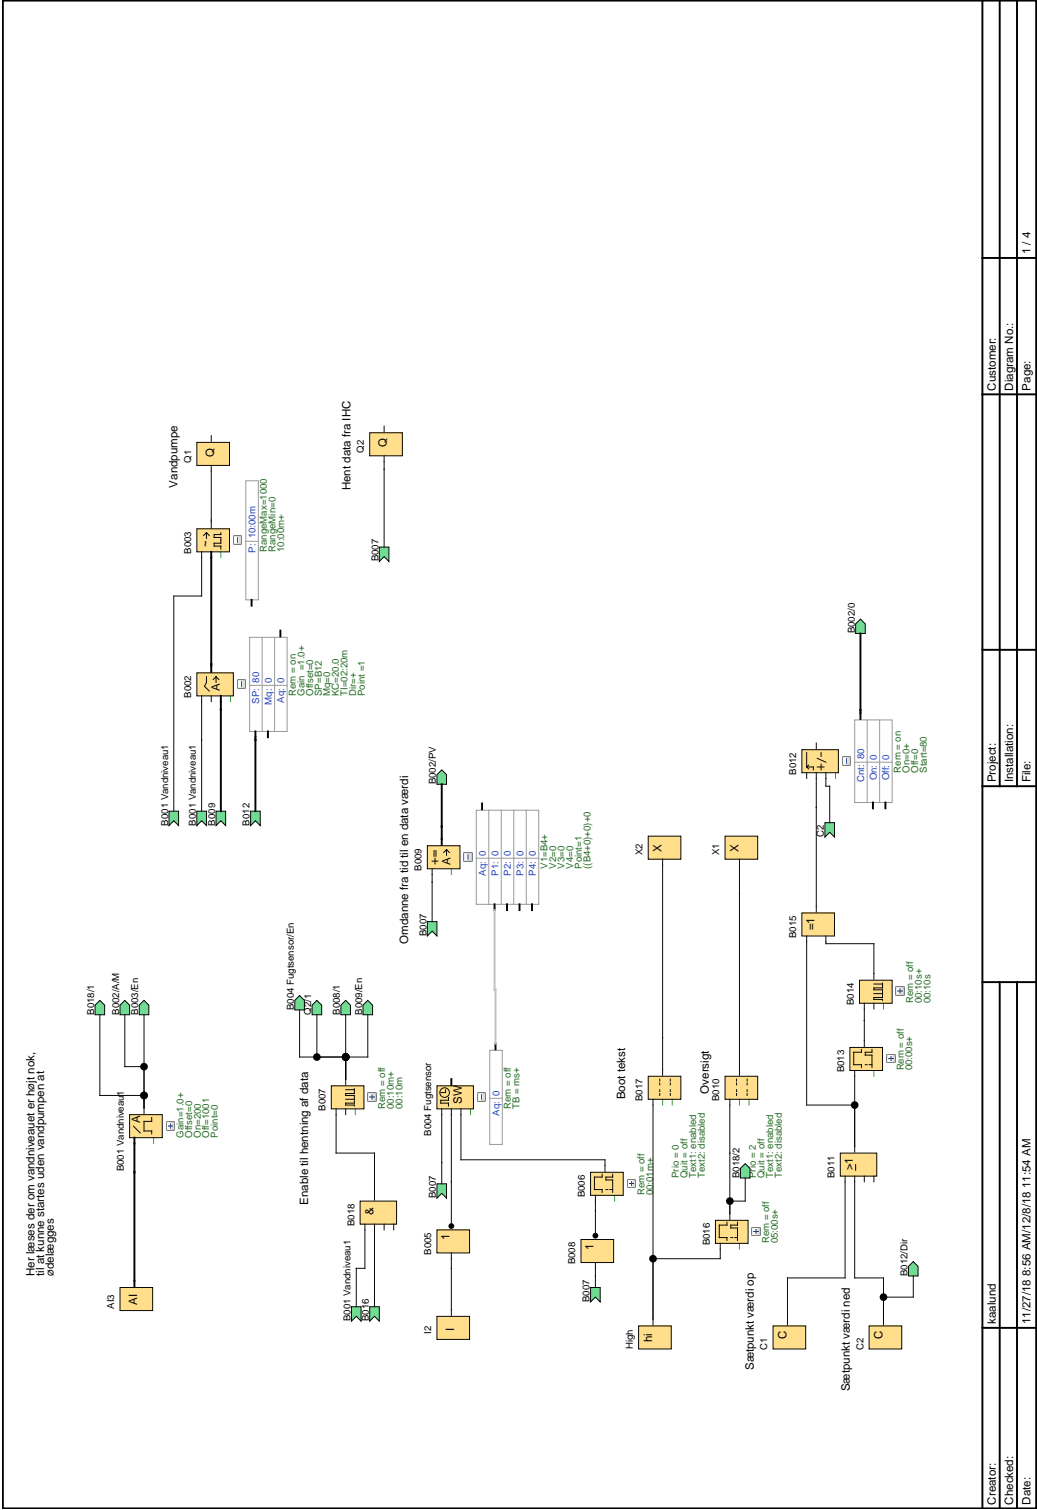 Her læses der om vandniveauet er højt nok,
til at kunne startes uden vandpumpen at
ødelægges
AI3
AI
B001 Vandniveau1
A
Gain=1.0+
Offset=0
On=200
Off=1001
Point=0
B018/1
B002/A/M
B003/En
B001 Vandniveau1
B001 Vandniveau1
B009
B012
B002
A→
SP: 80
Mq: 0
Aq: 0
Rem = on
Gain =1.0+
Offset=0
SP=B12
Mq=0
KC=20.0
TI=02:20m
Dir=+
Point =1
B003
P: 10:00m
RangeMax=1000
RangeMin=0
10:00m+
Vandpumpe
Q1
Q
Enable til hentning af data
B001 Vandniveau1
B016
B018
&
B007
Rem = off
00:10m+
00:10m
B004 Fugtsensor/En
Q2/1
B008/1
B009/En
Hent data fra IHC
B007
Q2
Q
I2
I
B005
1
B007
B004 Fugtsensor
SW
Aq: 0
Rem = off
TB = ms+
Omdanne fra tid til en data værdi
B007
B009
+=
A→
B002/PV
Aq: 0
P1: 0
P2: 0
P3: 0
P4: 0
V1=B4+
V2=0
V3=0
V4=0
Point=1
((B4+0)+0)+0
B007
B008
1
B006
Rem = off
00:01m+
High
hi
Boot tekst
B017
Prio = 0
Quit = off
Text1: enabled
Text2: disabled
X2
X
B016
Rem = off
05:00s+
B018/2
Oversigt
B010
Prio = 2
Quit = off
Text1: enabled
Text2: disabled
X1
X
Sætpunkt værdi op
C1
C
Sætpunkt værdi ned
C2
C
B012/Dir
B011
≥1
B013
Rem = off
00:00s+
B014
Rem = off
00:10s+
00:10s
B015
=1
C2
B012
+/-
Cnt: 80
On: 0
Off: 0
Rem = on
On=0+
Off=0
Start=80
B002/0
Creator:
kaalund
Project:
Customer:
Checked:
Installation:
Diagram No.:
Date:
11/27/18 8:56 AM/12/8/18 11:54 AM
File:
Page:
1 / 4